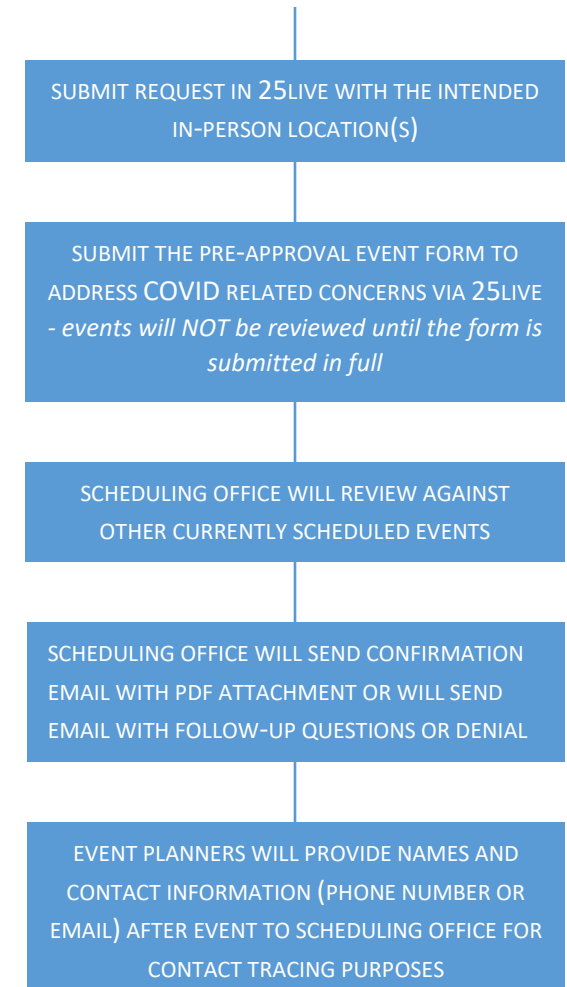 SUBMIT REQUEST IN 25LIVE WITH THE INTENDED
IN-PERSON LOCATION(S)
SUBMIT THE PRE-APPROVAL EVENT FORM TO
ADDRESS COVID RELATED CONCERNS VIA 25LIVE
- events will NOT be reviewed until the form is
submitted in full
SCHEDULING OFFICE WILL REVIEW AGAINST
OTHER CURRENTLY SCHEDULED EVENTS
SCHEDULING OFFICE WILL SEND CONFIRMATION
EMAIL WITH PDF ATTACHMENT OR WILL SEND
EMAIL WITH FOLLOW-UP QUESTIONS OR DENIAL
EVENT PLANNERS WILL PROVIDE NAMES AND
CONTACT INFORMATION (PHONE NUMBER OR
EMAIL) AFTER EVENT TO SCHEDULING OFFICE FOR
CONTACT TRACING PURPOSES